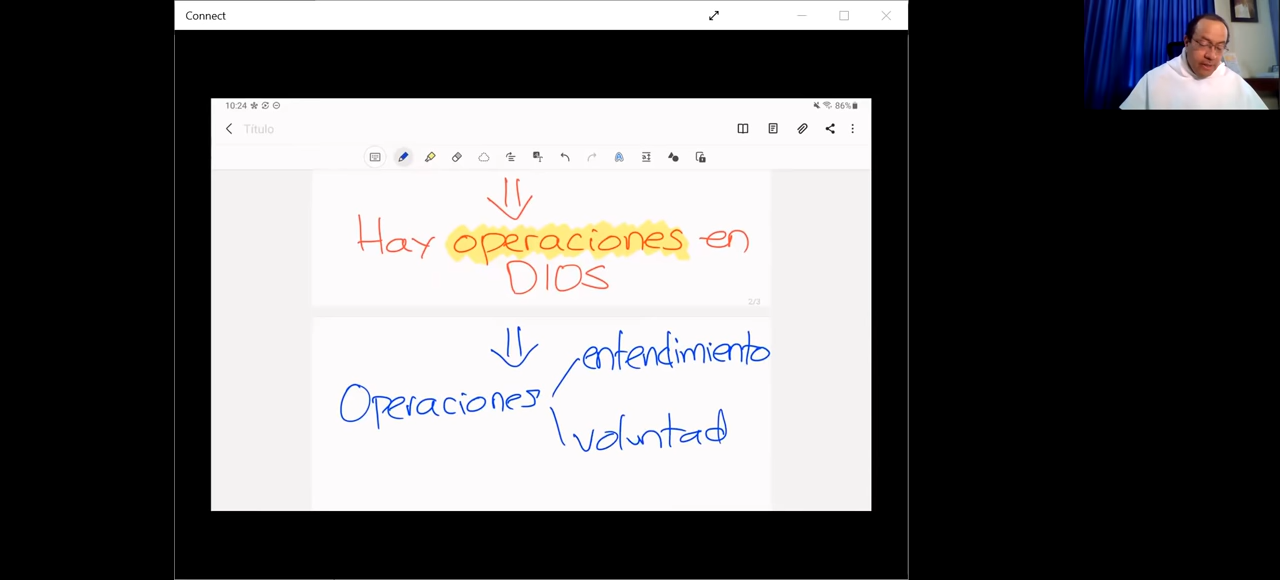 Connect
10:24
86%
Título
Hay operaciones en
DIOS
2/3
entendimiento
Operaciones
voluntad